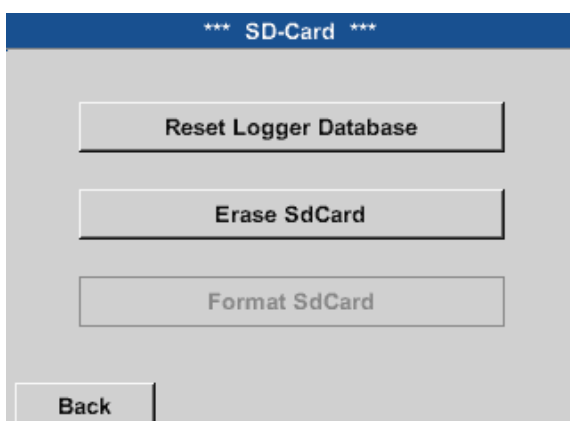 *** SD-Card ***
Reset Logger Database
Erase SdCard
Format SdCard
Back